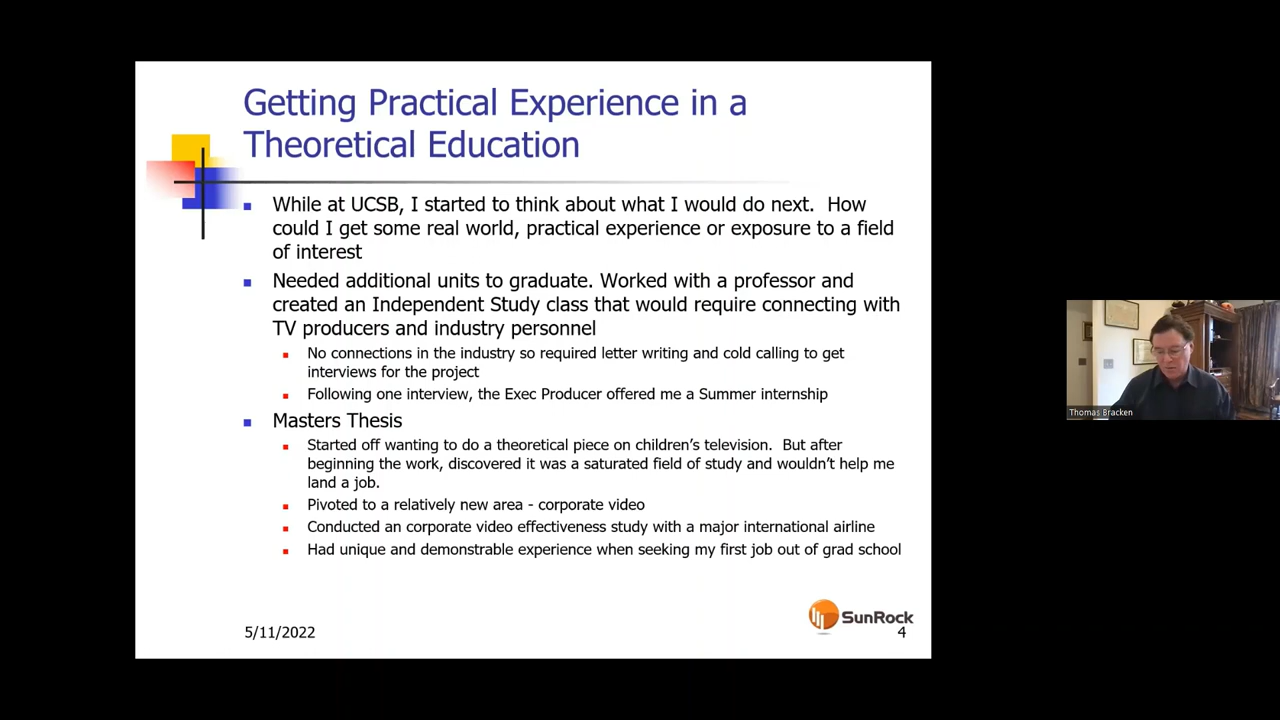 Getting Practical Experience in a
Theoretical Education
While at UCSB, I started to think about what I would do next.  How
could I get some real world, practical experience or exposure to a field
of interest
Needed additional units to graduate. Worked with a professor and
created an Independent Study class that would require connecting with
TV producers and industry personnel
No connections in the industry so required letter writing and cold calling to get
interviews for the project
Following one interview, the Exec Producer offered me a Summer internship
Masters Thesis
Started off wanting to do a theoretical piece on children's television.  But after
beginning the work, discovered it was a saturated field of study and wouldn't help me
land a job.
Pivoted to a relatively new area - corporate video
Conducted an corporate video effectiveness study with a major international airline
Had unique and demonstrable experience when seeking my first job out of grad school
5/11/2022
SunRock
4
Thomas Bracken